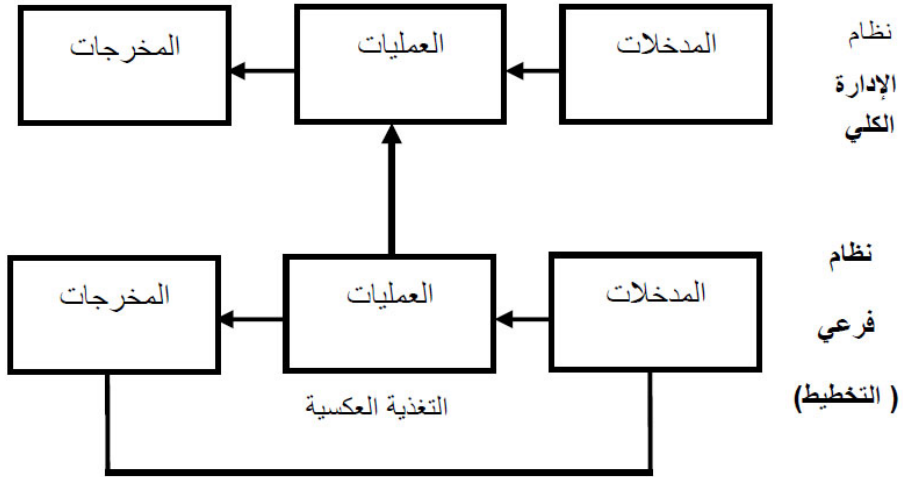 نظام
الإدارة
الكلي
المدخلات
العمليات
المخرجات
نظام
فرعي
( التخطيط)
المدخلات
العمليات
المخرجات
التغذية العكسية